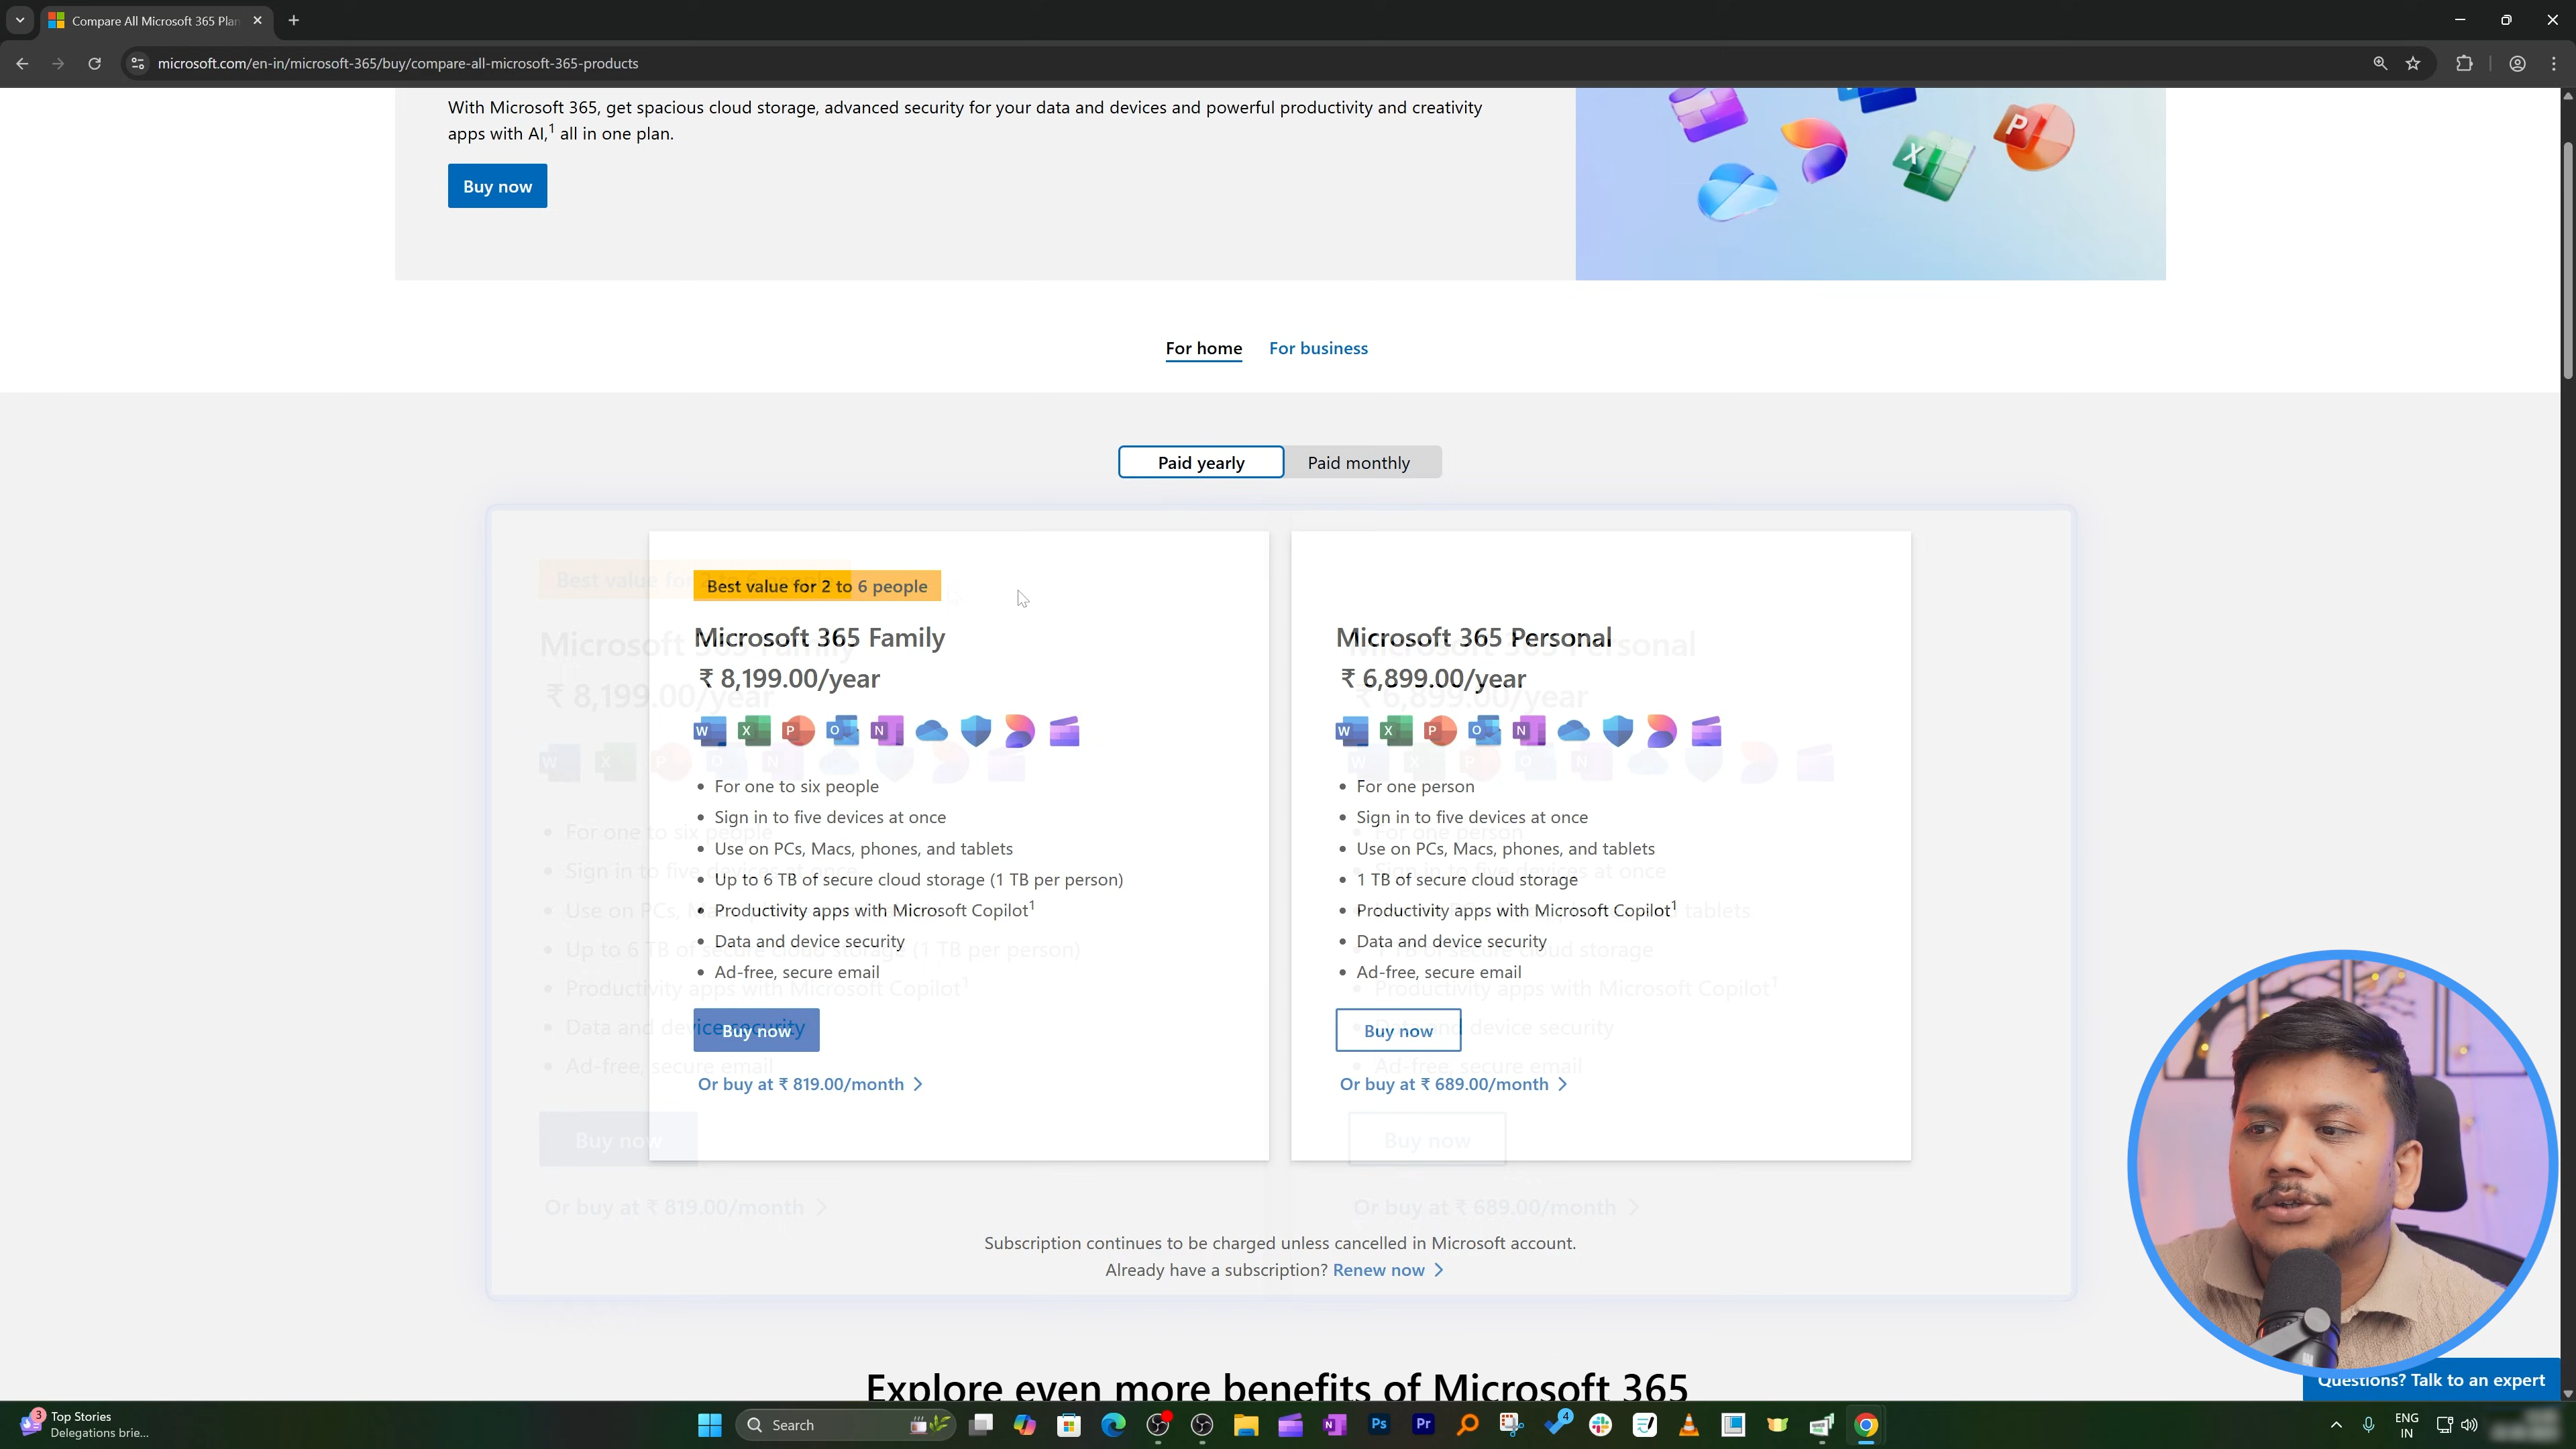 Compare All Microsoft 365 Plan
microsoft.com/en-in/microsoft-365/buy/compare-all-microsoft-365-products
With Microsoft 365, get spacious cloud storage, advanced security for your data and devices and powerful productivity and creativity
apps with AI,1 all in one plan.
Buy now
For home For business
Paid yearly Paid monthly
Best value for 2 to 6 people
Microsoft 365 Family
₹ 8,199.00/year
• For one to six people
• Sign in to five devices at once
• Use on PCs, Macs, phones, and tablets
• Up to 6 TB of secure cloud storage (1 TB per person)
• Productivity apps with Microsoft Copilot1
• Data and device security
• Ad-free, secure email
Buy now
Or buy at ₹ 819.00/month
Microsoft 365 Personal
₹ 6,899.00/year
• For one person
• Sign in to five devices at once
• Use on PCs, Macs, phones, and tablets
• 1 TB of secure cloud storage
• Productivity apps with Microsoft Copilot1
• Data and device security
• Ad-free, secure email
Buy now
Or buy at ₹ 689.00/month
Subscription continues to be charged unless cancelled in Microsoft account.
Already have a subscription? Renew now
Explore even more benefits of Microsoft 365
Questions? Talk to an expert
3 Top Stories
Delegations brie...
Search
4
ENG
IN